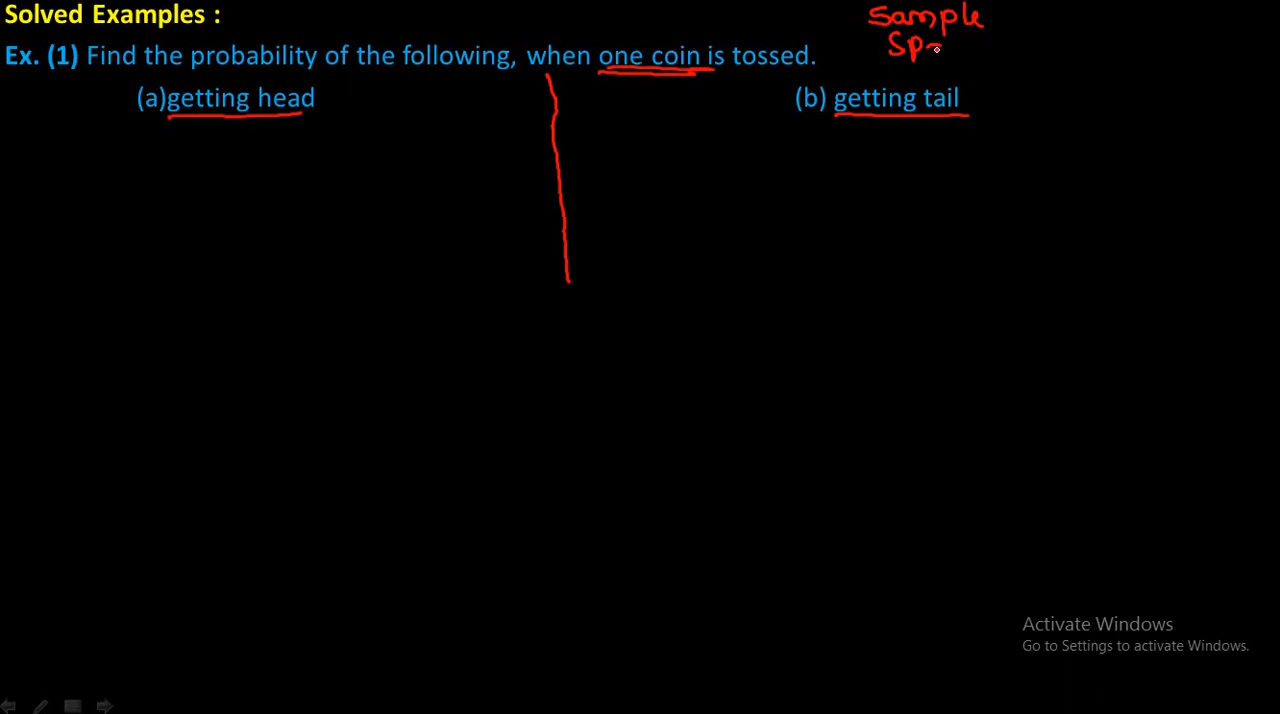 Solved Examples :
Sample
Sp
Ex. (1) Find the probability of the following, when one coin is tossed.
(a)getting head
(b) getting tail
Activate Windows
Go to Settings to activate Windows.